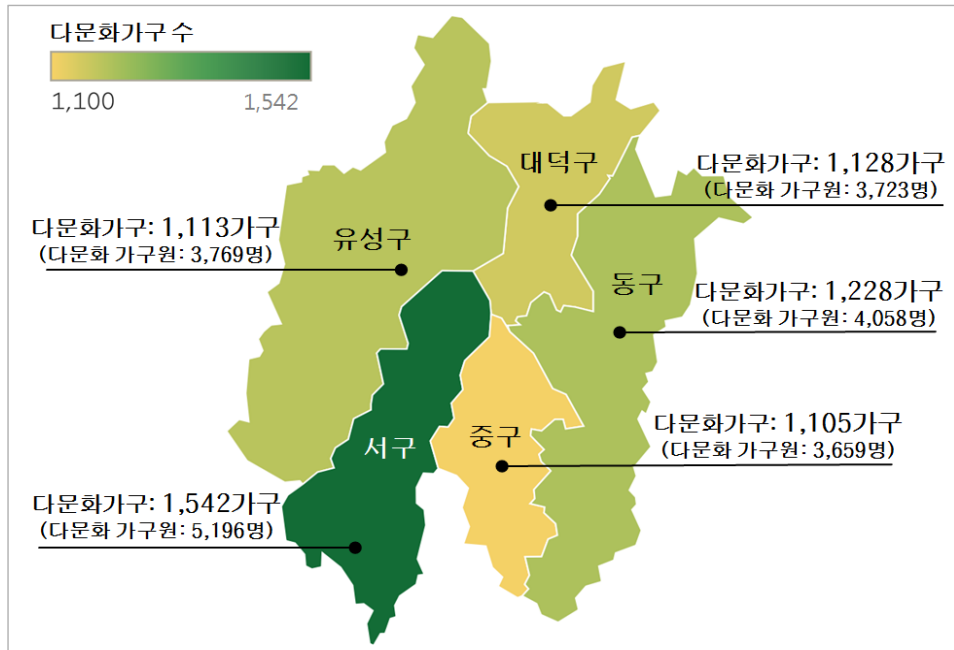 다문화가구 수
1,100
1,542
대덕구
다문화가구: 1,128가구
(다문화 가구원: 3,723명)
다문화가구: 1,113가구
(다문화 가구원: 3,769명)
유성구
동구
다문화가구: 1,228가구
(다문화 가구원: 4,058명)
서구
중구
다문화가구: 1,105가구
(다문화 가구원: 3,659명)
다문화가구: 1,542가구
(다문화 가구원: 5,196명)